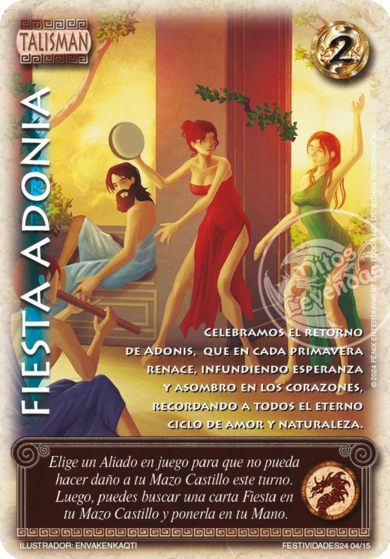 TALISMAN
2
FIESTA ADONIA
CELEBRAMOS EL RETORNO
DE ADONIS, QUE EN CADA PRIMAVERA
RENACE, INFUNDIENDO ESPERANZA
Y ASOMBRO EN LOS CORAZONES,
RECORDANDO A TODOS EL ETERNO
CICLO DE AMOR Y NATURALEZA.
Mitos y
Leyendas
Elige un Aliado en juego para que no pueda
hacer daño a tu Mazo Castillo este turno.
Luego, puedes buscar una carta Fiesta en
tu Mazo Castillo y ponerla en tu Mano.
ILUSTRADOR: ENVAKENKAQTI
FESTIVIDADES24 04/15